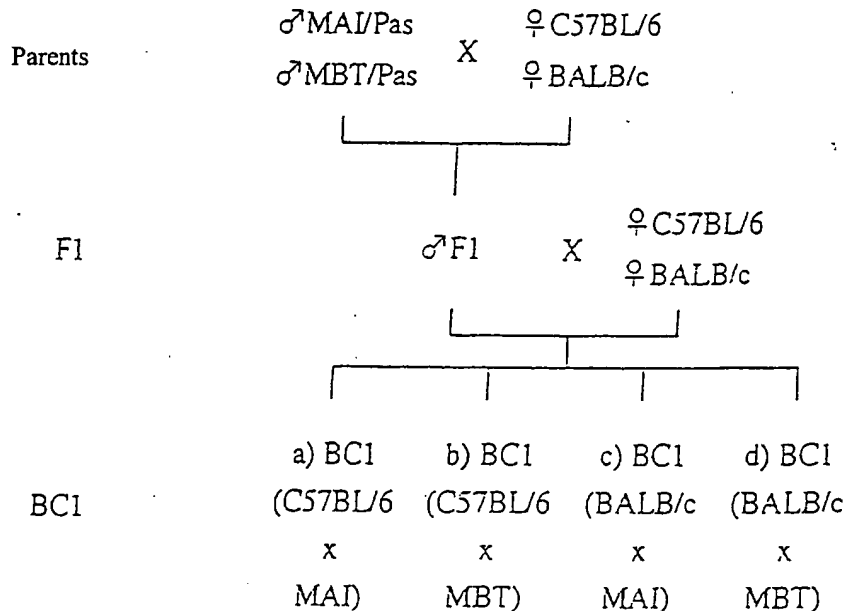 ♂MAI/Pas ♀C57BL/6
Parents X
♂MBT/Pas ♀BALB/c
♀C57BL/6
F1 ♂F1 X
♀BALB/c
a) BC1 b) BC1 c) BC1 d) BC1
BC1 (C57BL/6 (C57BL/6 (BALB/c (BALB/c
x x x x
MAI) MBT) MAI) MBT)